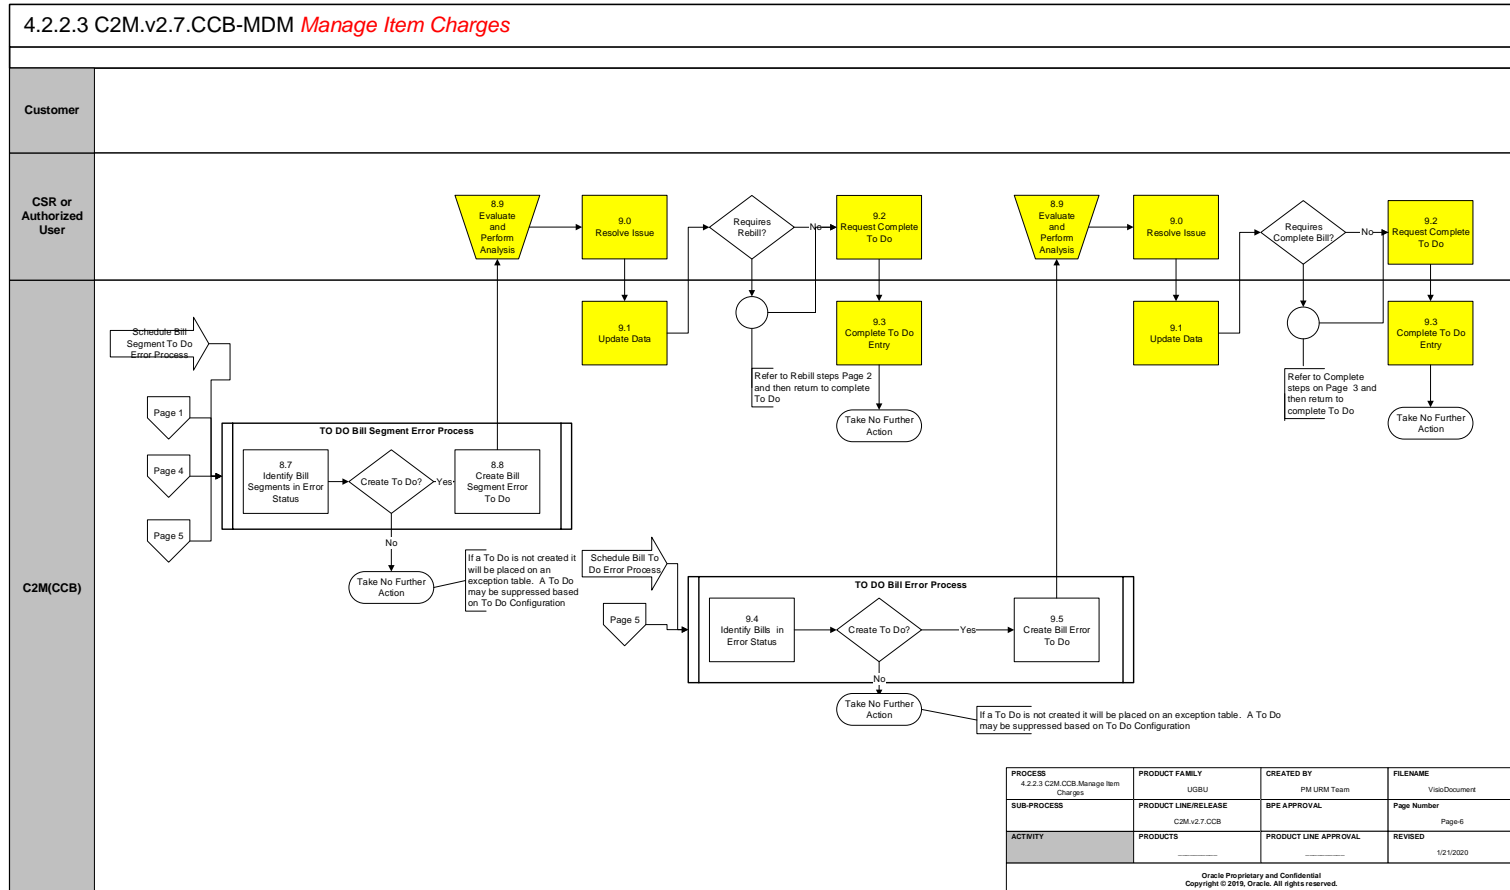 4.2.2.3 C2M.v2.7.CCB-MDM Manage Item Charges
Customer
CSR or
Authorized
User
8.9
Evaluate
and
Perform
Analysis
9.0
Resolve Issue
Requires
Rebill?
No
9.2
Request Complete
To Do
8.9
Evaluate
and
Perform
Analysis
9.0
Resolve Issue
Requires
Complete Bill?
No
9.2
Request Complete
To Do
C2M(CCB)
Schedule Bill
Segment To Do
Error Process
9.1
Update Data
9.3
Complete To Do
Entry
9.1
Update Data
9.3
Complete To Do
Entry
Refer to Rebill steps Page 2
and then return to complete
To Do
Refer to Complete
steps on Page  3 and
then return to
complete To Do
Take No Further
Action
Take No Further
Action
Page 1
Page 4
Page 5
TO DO Bill Segment Error Process
8.7
Identify Bill
Segments in Error
Status
Create To Do?
Yes
8.8
Create Bill
Segment Error
To Do
No
Take No Further
Action
If a To Do is not created it
will be placed on an
exception table.  A To Do
may be suppressed based
on To Do Configuration
Schedule Bill To
Do Error Process
Page 5
TO DO Bill Error Process
9.4
Identify Bills  in
Error Status
Create To Do?
Yes
9.5
Create Bill Error
To Do
No
Take No Further
Action
If a To Do is not created it will be placed on an exception table.  A To Do
may be suppressed based on To Do Configuration
PROCESS
4.2.2.3 C2M.CCB.Manage Item
Charges
PRODUCT FAMILY
UGBU
CREATED BY
PM URM Team
FILENAME
VisioDocument
SUB-PROCESS
PRODUCT LINE/RELEASE
C2M.v2.7.CCB
BPE APPROVAL
Page Number
Page-6
ACTIVITY
PRODUCTS
PRODUCT LINE APPROVAL
REVISED
1/21/2020
Oracle Proprietary and Confidential
Copyright © 2019, Oracle. All rights reserved.